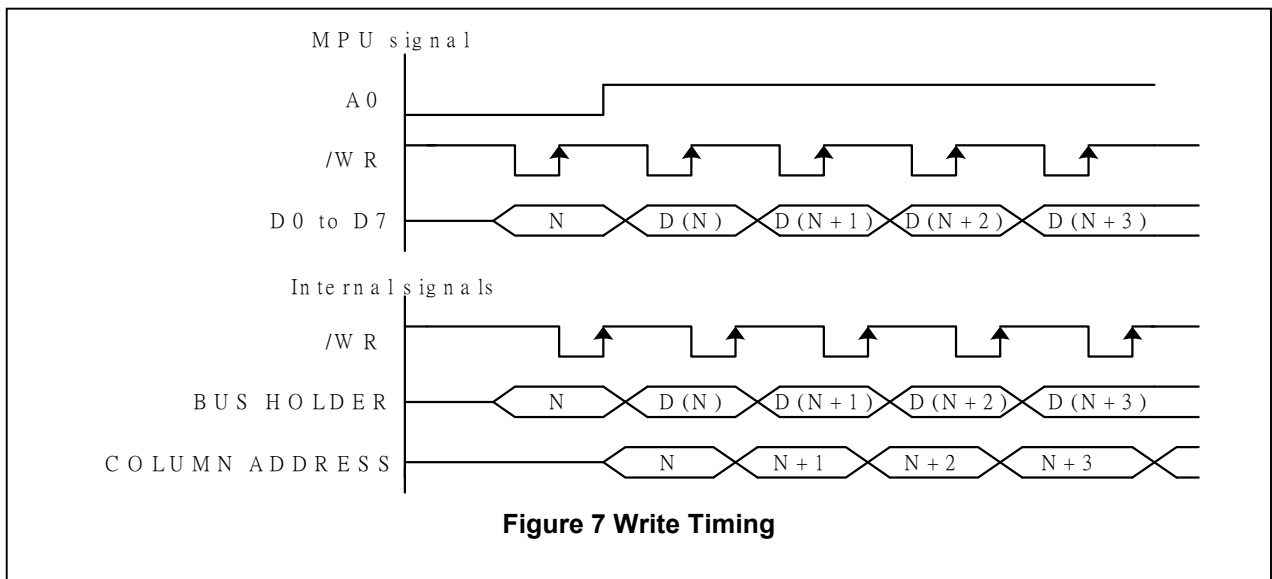 MPU signal
A0
/WR
D0 to D7 N D(N) D(N+1) D(N+2) D(N+3)
Internal signals
/WR
BUS HOLDER N D(N) D(N+1) D(N+2) D(N+3)
COLUMN ADDRESS N N+1 N+2 N+3
Figure 7 Write Timing